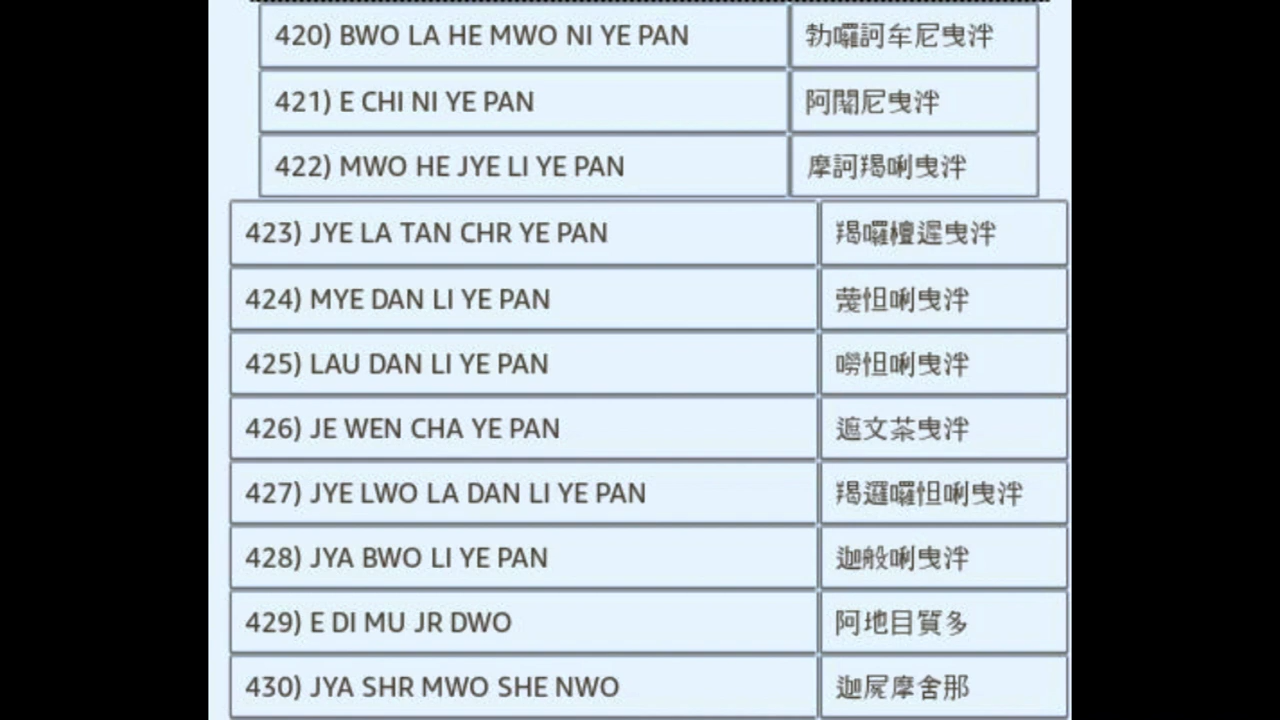 420) BWO LA HE MWO NI YE PAN 勃囉訶牟尼曳泮
421) E CHI NI YE PAN 阿闍尼曳泮
422) MWO HE JYE LI YE PAN 摩訶羯唎曳泮
423) JYE LA TAN CHR YE PAN 羯囉檀遲曳泮
424) MYE DAN LI YE PAN 蔑怛唎曳泮
425) LAU DAN LI YE PAN 嘮怛唎曳泮
426) JE WEN CHA YE PAN 遮文茶曳泮
427) JYE LWO LA DAN LI YE PAN 羯邏囉怛唎曳泮
428) JYA BWO LI YE PAN 迦般唎曳泮
429) E DI MU JR DWO 阿地目質多
430) JYA SHR MWO SHE NWO 迦屍摩舍那